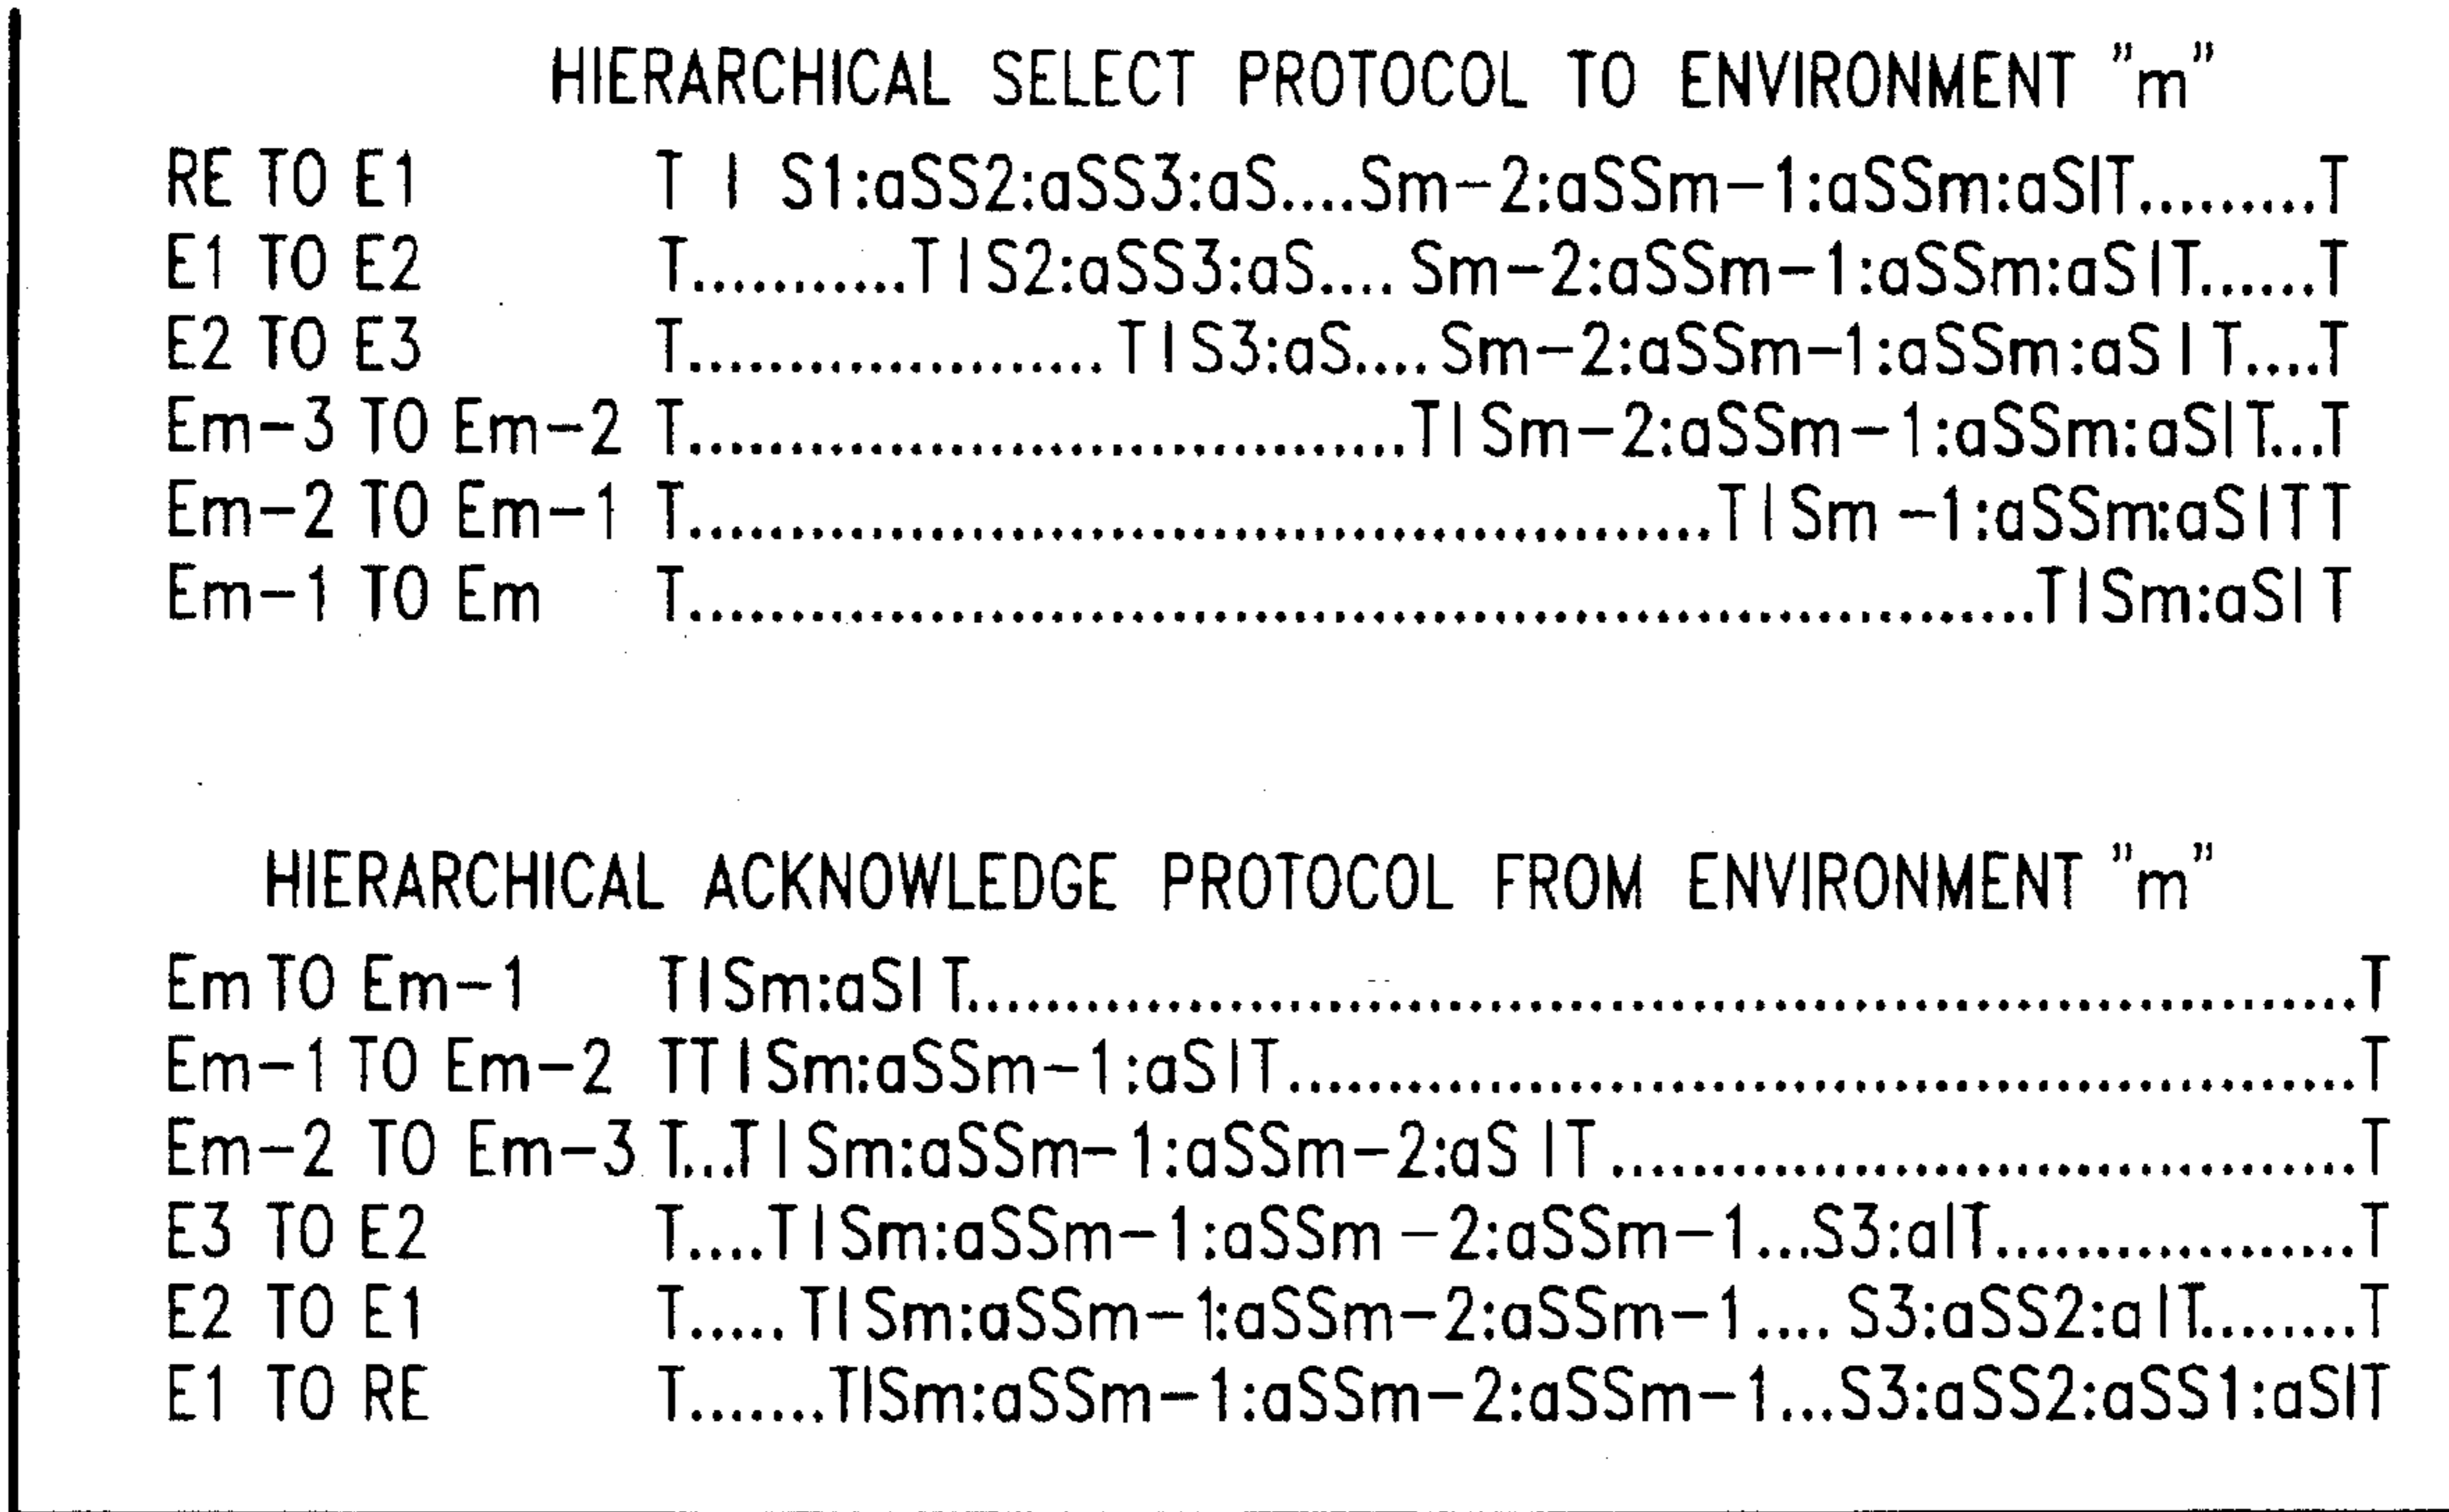 HIERARCHICAL SELECT PROTOCOL TO ENVIRONMENT "m"
RE TO E1 T I S1:aSS2:aSS3:aS....Sm-2:aSSm-1:aSSm:aSIT.........T
E1 TO E2 T...........TIS2:aSS3:aS.... Sm-2:aSSm-1:aSSm:aSIT......T
E2 TO E3 T.................... TIS3:aS.... Sm-2:aSSm-1:aSSm:aSIT....T
Em-3 TO Em-2 T...................................TISm-2:aSSm-1:aSSm:aSIT...T
Em-2 TO Em-1 T..................................................TISm-1:aSSm:aSITT
Em-1 TO Em T..................................................................TISm:aSIT
HIERARCHICAL ACKNOWLEDGE PROTOCOL FROM ENVIRONMENT "m"
Em TO Em-1 TISm:aSIT....................................................................T
Em-1 TO Em-2 TTISm:aSSm-1:aSIT....................................................T
Em-2 TO Em-3 T...TISm:aSSm-1:aSSm-2:aSIT....................................T
E3 TO E2 T....TISm:aSSm-1:aSSm-2:aSSm-1...S3:aIT..................T
E2 TO E1 T.....TISm:aSSm-1:aSSm-2:aSSm-1.... S3:aSS2:aIT........T
E1 TO RE T.......TISm:aSSm-1:aSSm-2:aSSm-1...S3:aSS2:aSS1:aSIT